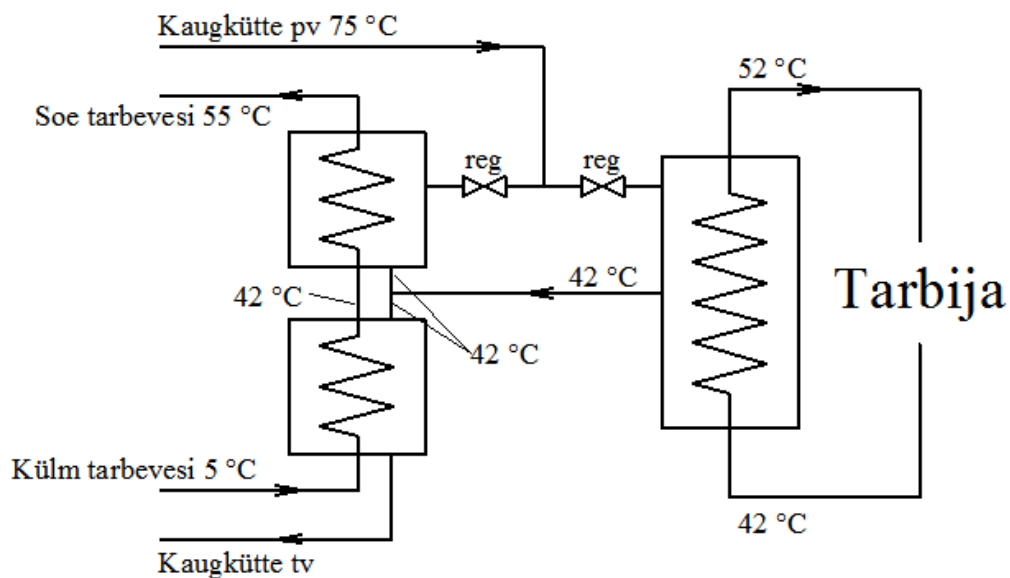 Kaugkütte pv 75 °C
52 °C
Soe tarbevesi 55 °C
reg
reg
42 °C
42 °C
Tarbija
42 °C
Külm tarbevesi 5 °C
42 °C
Kaugkütte tv